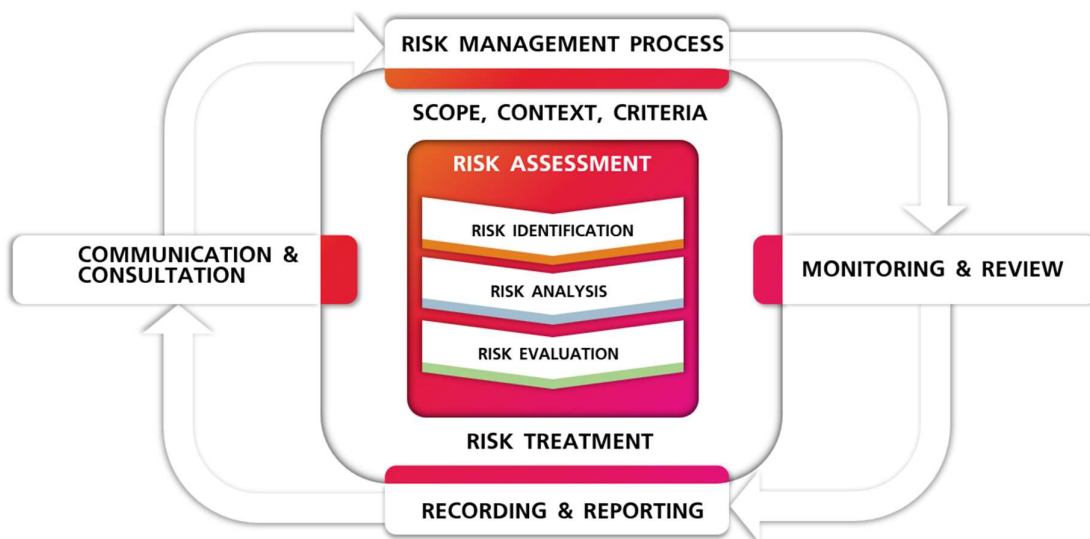 RISK MANAGEMENT PROCESS
SCOPE, CONTEXT, CRITERIA
RISK ASSESSMENT
RISK IDENTIFICATION
COMMUNICATION &
CONSULTATION
MONITORING & REVIEW
RISK ANALYSIS
RISK EVALUATION
RISK TREATMENT
RECORDING & REPORTING